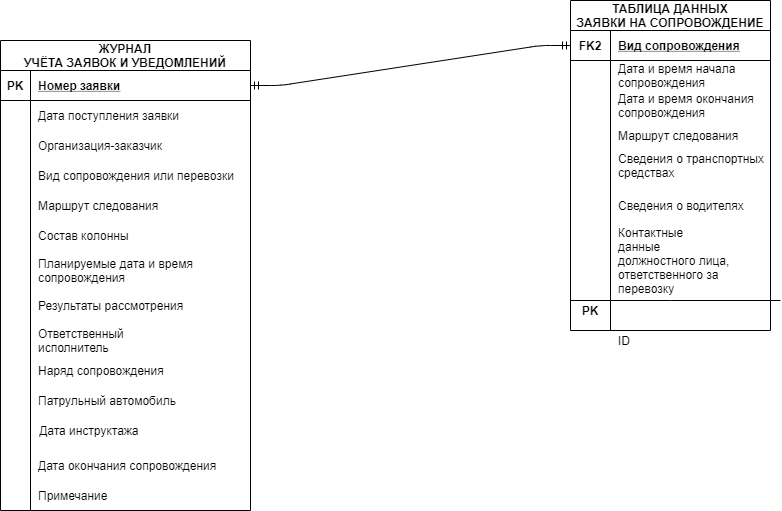 ЖУРНАЛ
УЧЁТА ЗАЯВОК И УВЕДОМЛЕНИЙ
PK Номер заявки
Дата поступления заявки
Организация-заказчик
Вид сопровождения или перевозки
Маршрут следования
Состав колонны
Планируемые дата и время
сопровождения
Результаты рассмотрения
Ответственный
исполнитель
Наряд сопровождения
Патрульный автомобиль
Дата инструктажа
Дата окончания сопровождения
Примечание
ТАБЛИЦА ДАННЫХ
ЗАЯВКИ НА СОПРОВОЖДЕНИЕ
FK2 Вид сопровождения
Дата и время начала
сопровождения
Дата и время окончания
сопровождения
Маршрут следования
Сведения о транспортных
средствах
Сведения о водителях
Контактные
данные
должностного лица,
ответственного за
перевозку
PK
ID